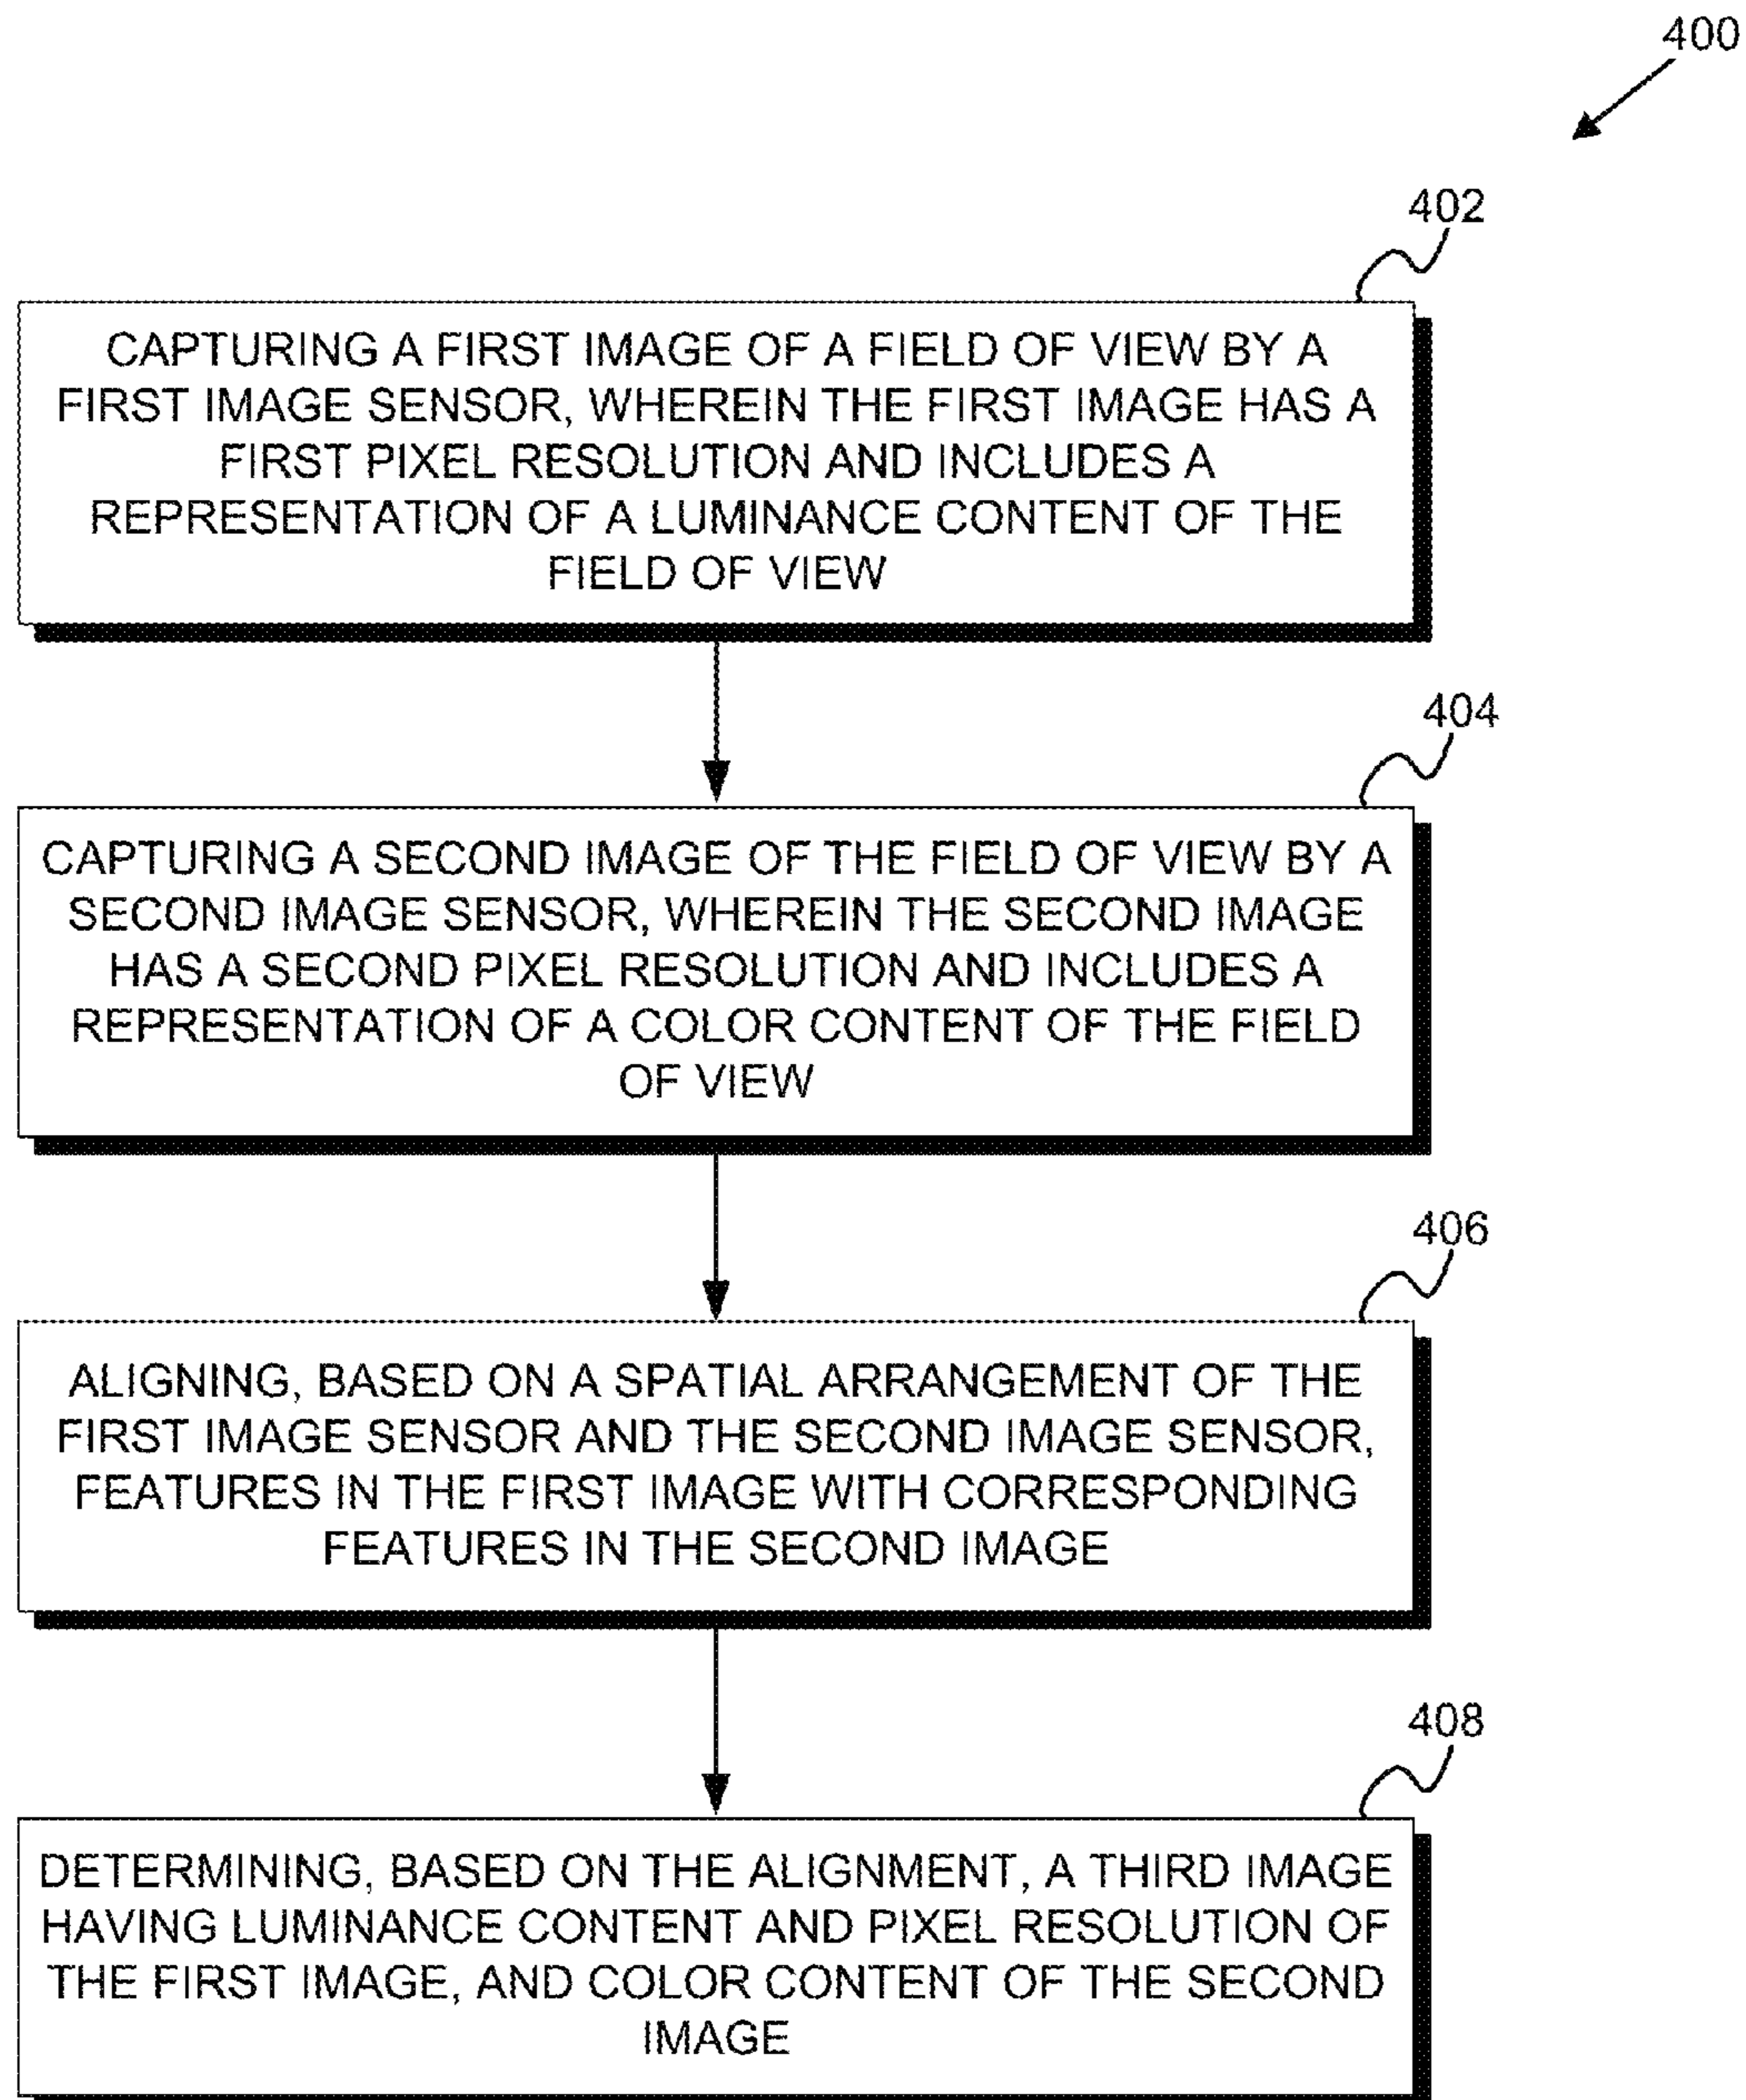 400
402
CAPTURING A FIRST IMAGE OF A FIELD OF VIEW BY A
FIRST IMAGE SENSOR, WHEREIN THE FIRST IMAGE HAS A
FIRST PIXEL RESOLUTION AND INCLUDES A
REPRESENTATION OF A LUMINANCE CONTENT OF THE
FIELD OF VIEW
404
CAPTURING A SECOND IMAGE OF THE FIELD OF VIEW BY A
SECOND IMAGE SENSOR, WHEREIN THE SECOND IMAGE
HAS A SECOND PIXEL RESOLUTION AND INCLUDES A
REPRESENTATION OF A COLOR CONTENT OF THE FIELD
OF VIEW
406
ALIGNING, BASED ON A SPATIAL ARRANGEMENT OF THE
FIRST IMAGE SENSOR AND THE SECOND IMAGE SENSOR,
FEATURES IN THE FIRST IMAGE WITH CORRESPONDING
FEATURES IN THE SECOND IMAGE
408
DETERMINING, BASED ON THE ALIGNMENT, A THIRD IMAGE
HAVING LUMINANCE CONTENT AND PIXEL RESOLUTION OF
THE FIRST IMAGE, AND COLOR CONTENT OF THE SECOND
IMAGE